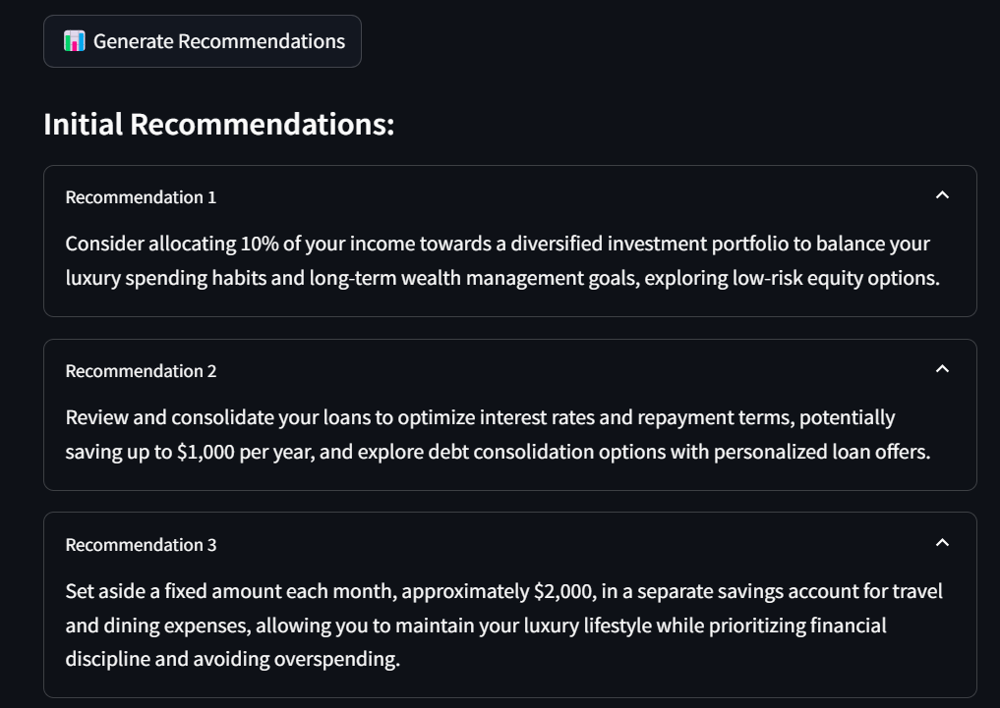 Generate Recommendations
Initial Recommendations:
Recommendation 1
Consider allocating 10% of your income towards a diversified investment portfolio to balance your
luxury spending habits and long-term wealth management goals, exploring low-risk equity options.
Recommendation 2
Review and consolidate your loans to optimize interest rates and repayment terms, potentially
saving up to $1,000 per year, and explore debt consolidation options with personalized loan offers.
Recommendation 3
Set aside a fixed amount each month, approximately $2,000, in a separate savings account for travel
and dining expenses, allowing you to maintain your luxury lifestyle while prioritizing financial
discipline and avoiding overspending.